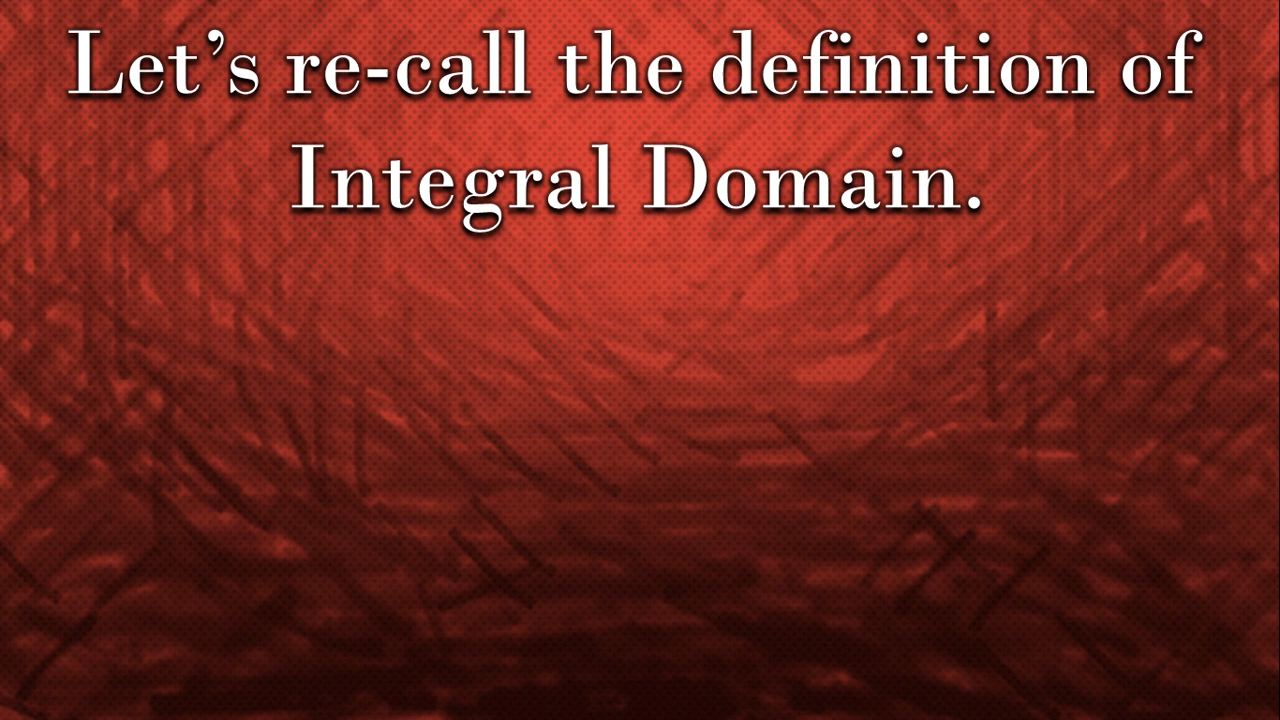 Let’s re-call the definition of
Integral Domain.